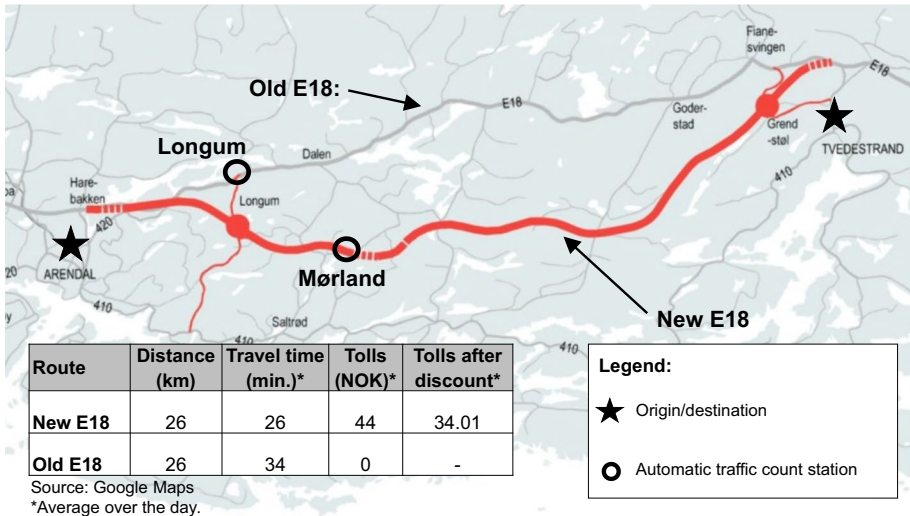 Fiane-
svingen
E18
Old E18:
E18
Goder-
stad
Grend
-støl
TVEDESTRAND
410
Longum
Dalen
Hare-
bakken
Longum
420
ARENDAL
Mørland
New E18
410
Saltrød
410
410
Route Distance (km) Travel time (min.)* Tolls (NOK)* Tolls after discount*
New E18 26 26 44 34.01
Old E18 26 34 0 -
Source: Google Maps
*Average over the day.
Legend:
Origin/destination
Automatic traffic count station